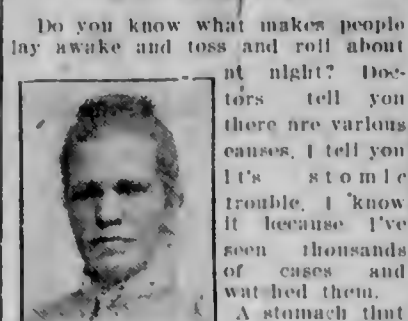 Do you know what makes people
lay awake and toss and roll about
at night? Doc-
tors tell you
there are various
causes. I tell you
It's stomic
trouble. I know
it because I've
seen thousands
of cases and
wat hed them.
A stomach that